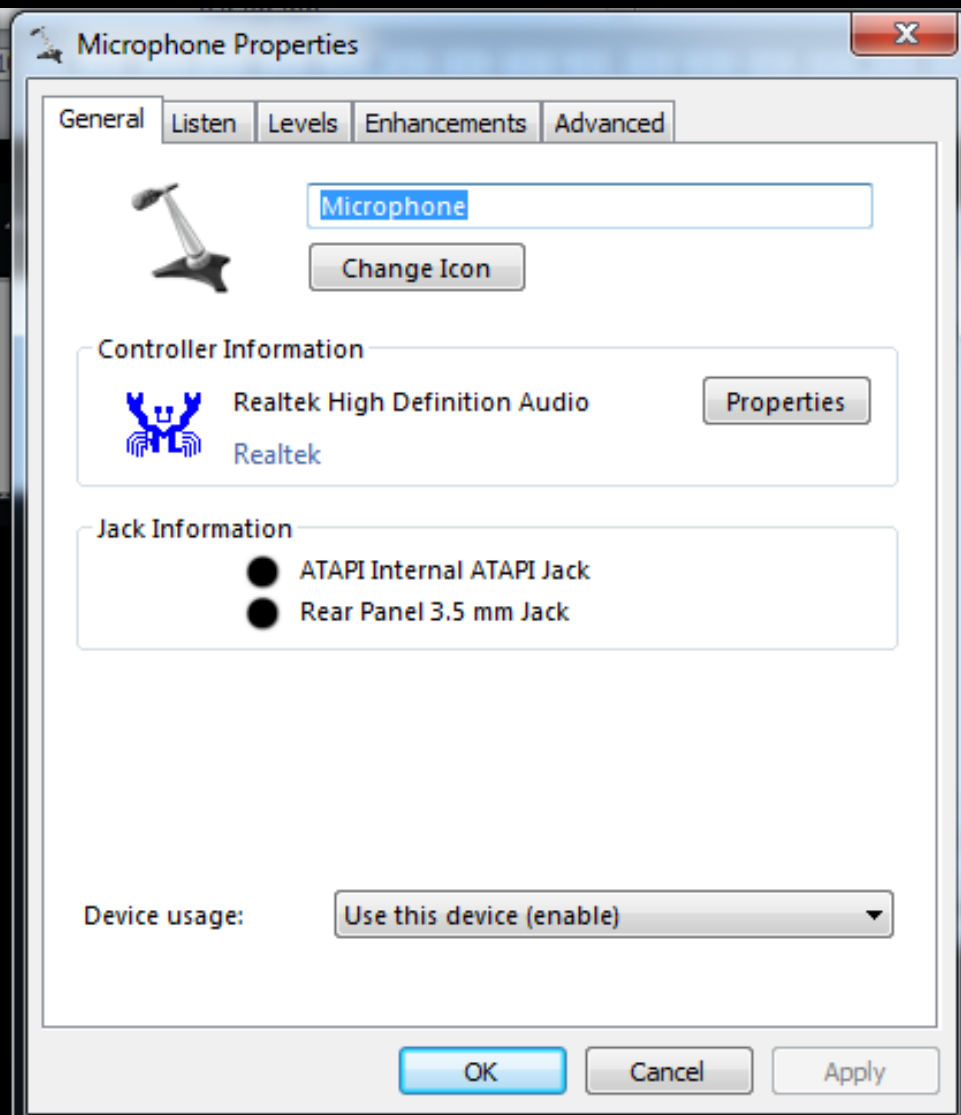 Microphone Properties
General Listen Levels Enhancements Advanced
Microphone
Change Icon
Controller Information
Realtek High Definition Audio
Properties
Realtek
Jack Information
ATAPI Internal ATAPI Jack
Rear Panel 3.5 mm Jack
Device usage:
Use this device (enable)
OK Cancel Apply